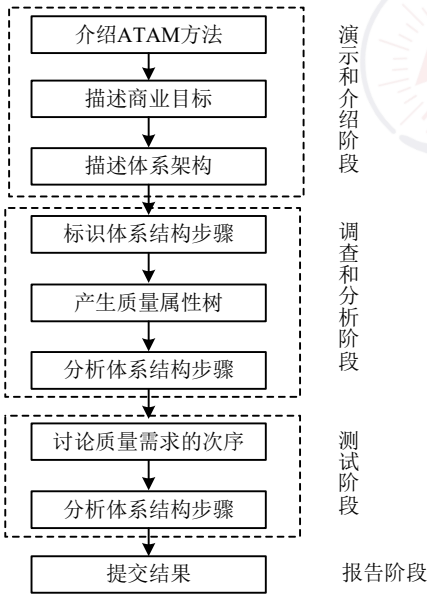 介绍ATAM方法
描述商业目标
描述体系架构
演示和介绍阶段
标识体系结构步骤
产生质量属性树
分析体系结构步骤
调查和分析阶段
讨论质量需求的次序
分析体系结构步骤
测试阶段
提交结果
报告阶段